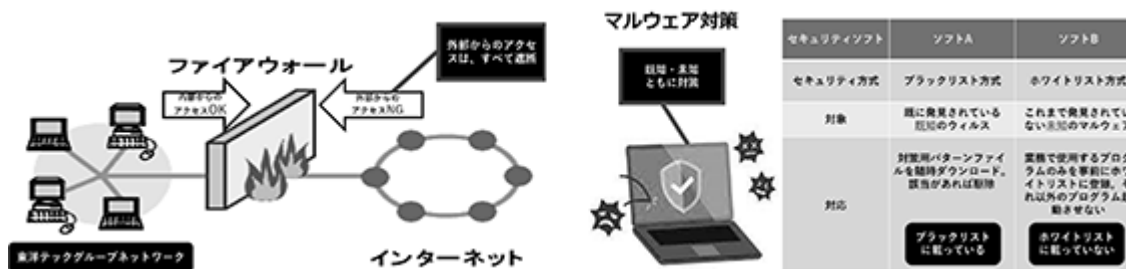 ファイアウォール
外部からのアクセ
スは、すべて遮断
内部からの
アクセスOK
外部からの
アクセスNG
東洋テックグループネットワーク
インターネット
マルウェア対策
既知・未知
ともに対策
セキュリティソフト
ソフトA
ソフトB
セキュリティ方式
ブラックリスト方式
ホワイトリスト方式
対象
既に発見されている
既知のウィルス
これまで発見されてい
ない未知のマルウェア
対応
対策用パターンファイ
ルを随時ダウンロード。
該当があれば駆除
業務で使用するプログ
ラムのみを事前にホワ
イトリストに登録。そ
れ以外のプログラム起
動させない
ブラックリスト
に載っている
ホワイトリスト
に載っていない